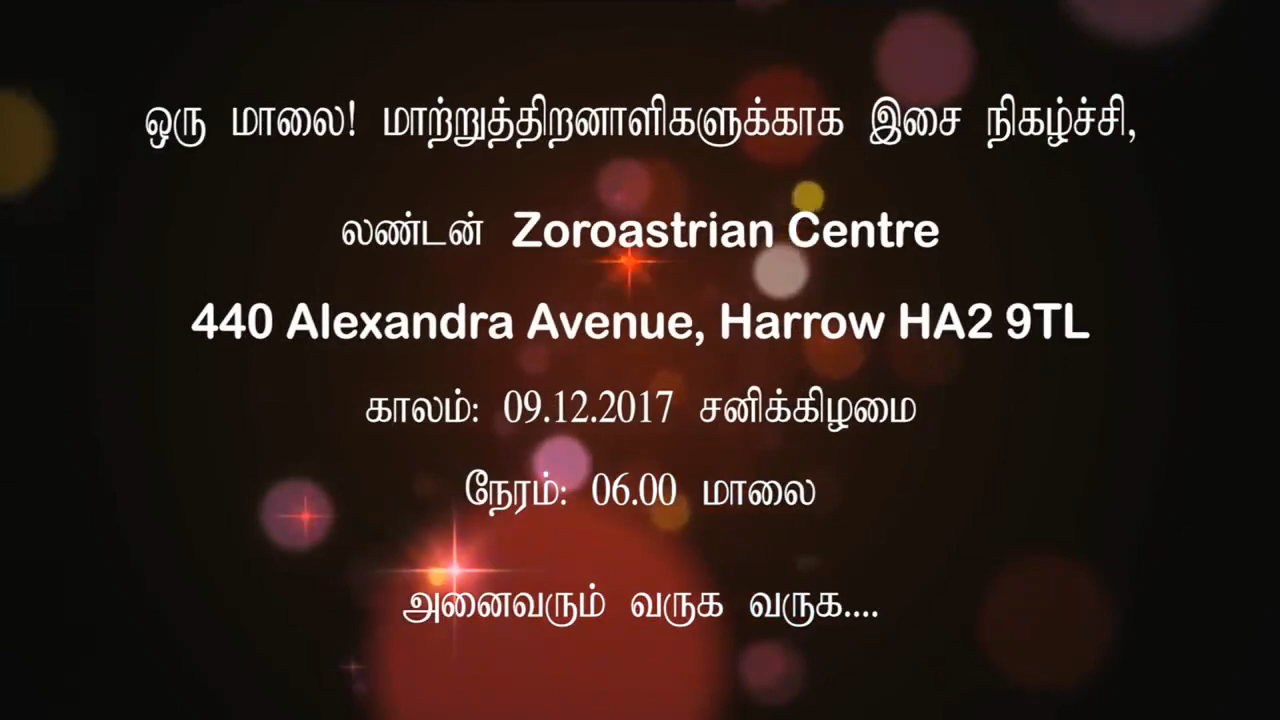 ஒரு மாலை! மாற்றுத்திறனாளிகளுக்காக இசை நிகழ்ச்சி,
லண்டன் Zoroastrian Centre
440 Alexandra Avenue, Harrow HA2 9TL
காலம்: 09.12.2017 சனிக்கிழமை
நேரம்: 06.00 மாலை
அனைவரும் வருக வருக....